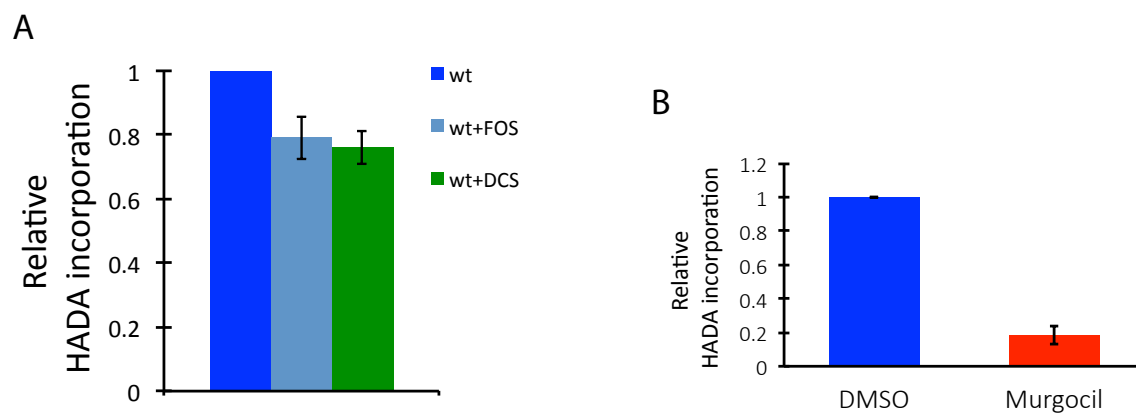 A
Relative
HADA incorporation
1
0.8
0.6
0.4
0.2
0
wt
wt+FOS
wt+DCS
B
Relative
HADA incorporation
1.2
1
0.8
0.6
0.4
0.2
0
DMSO
Murgocil